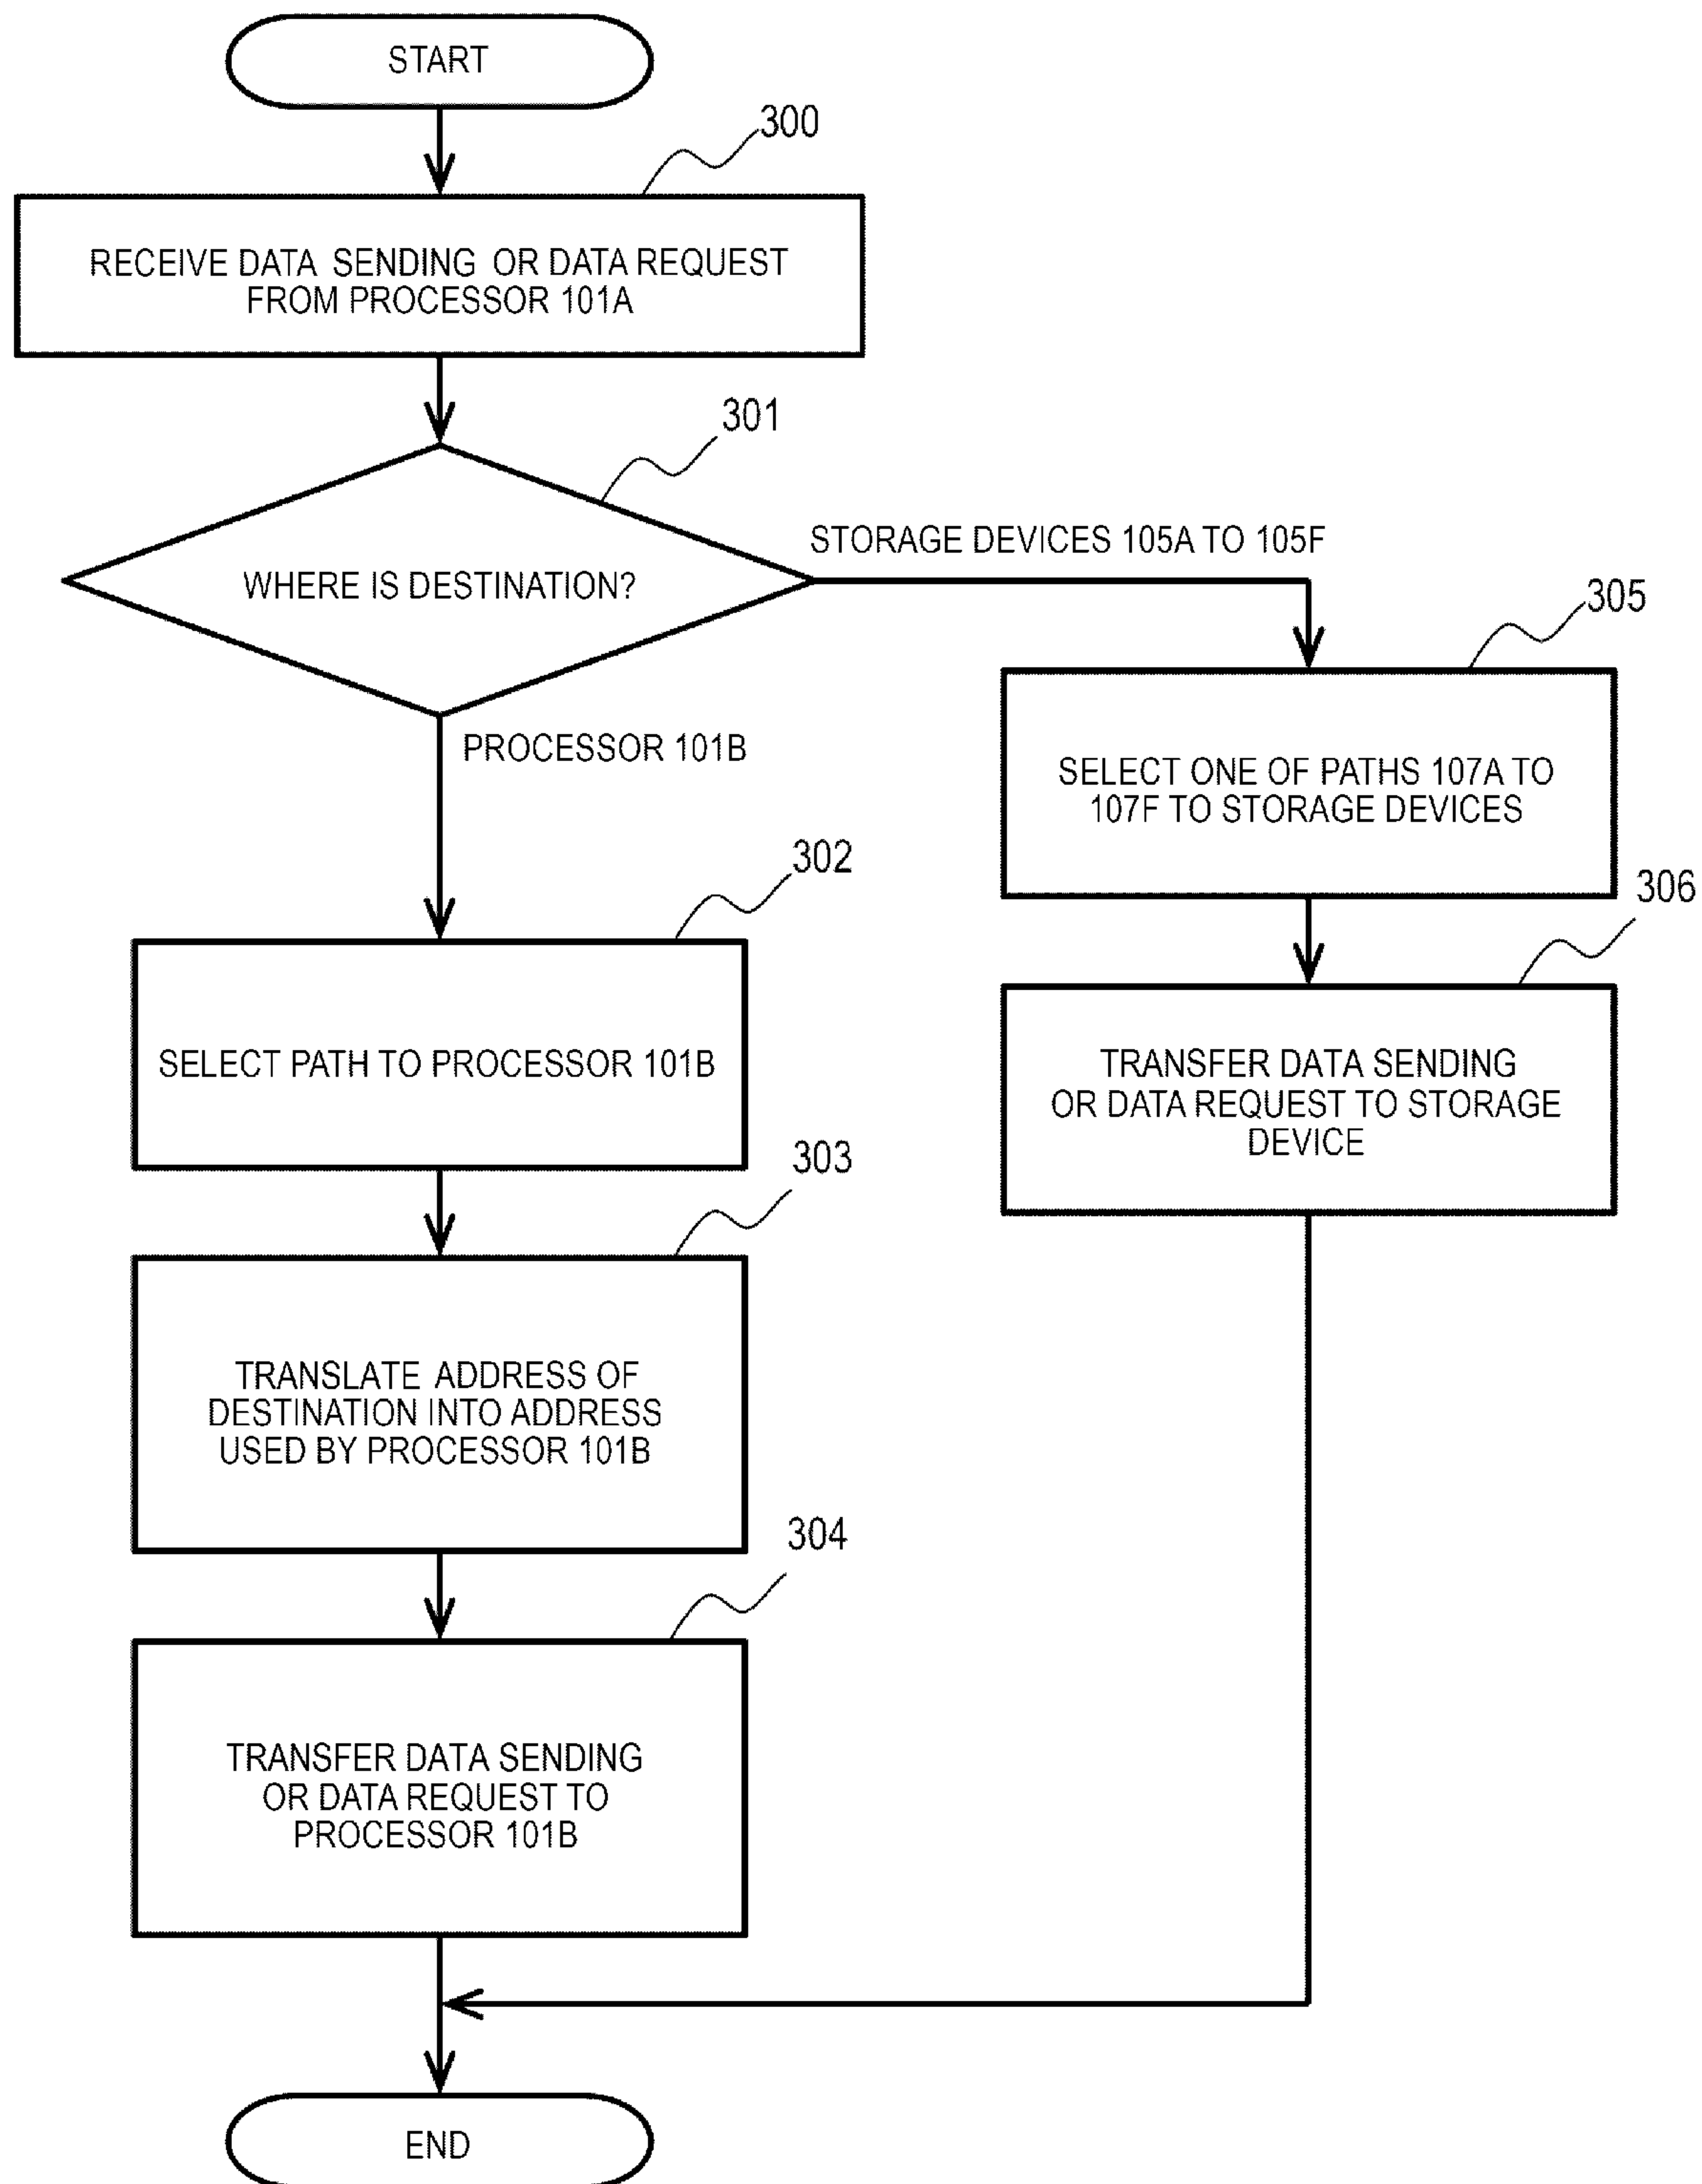 START
300
RECEIVE DATA SENDING OR DATA REQUEST
FROM PROCESSOR 101A
301
WHERE IS DESTINATION?
STORAGE DEVICES 105A TO 105F
PROCESSOR 101B
305
SELECT ONE OF PATHS 107A TO
107F TO STORAGE DEVICES
302
SELECT PATH TO PROCESSOR 101B
306
TRANSFER DATA SENDING
OR DATA REQUEST TO STORAGE
DEVICE
303
TRANSLATE ADDRESS OF
DESTINATION INTO ADDRESS
USED BY PROCESSOR 101B
304
TRANSFER DATA SENDING
OR DATA REQUEST TO
PROCESSOR 101B
END